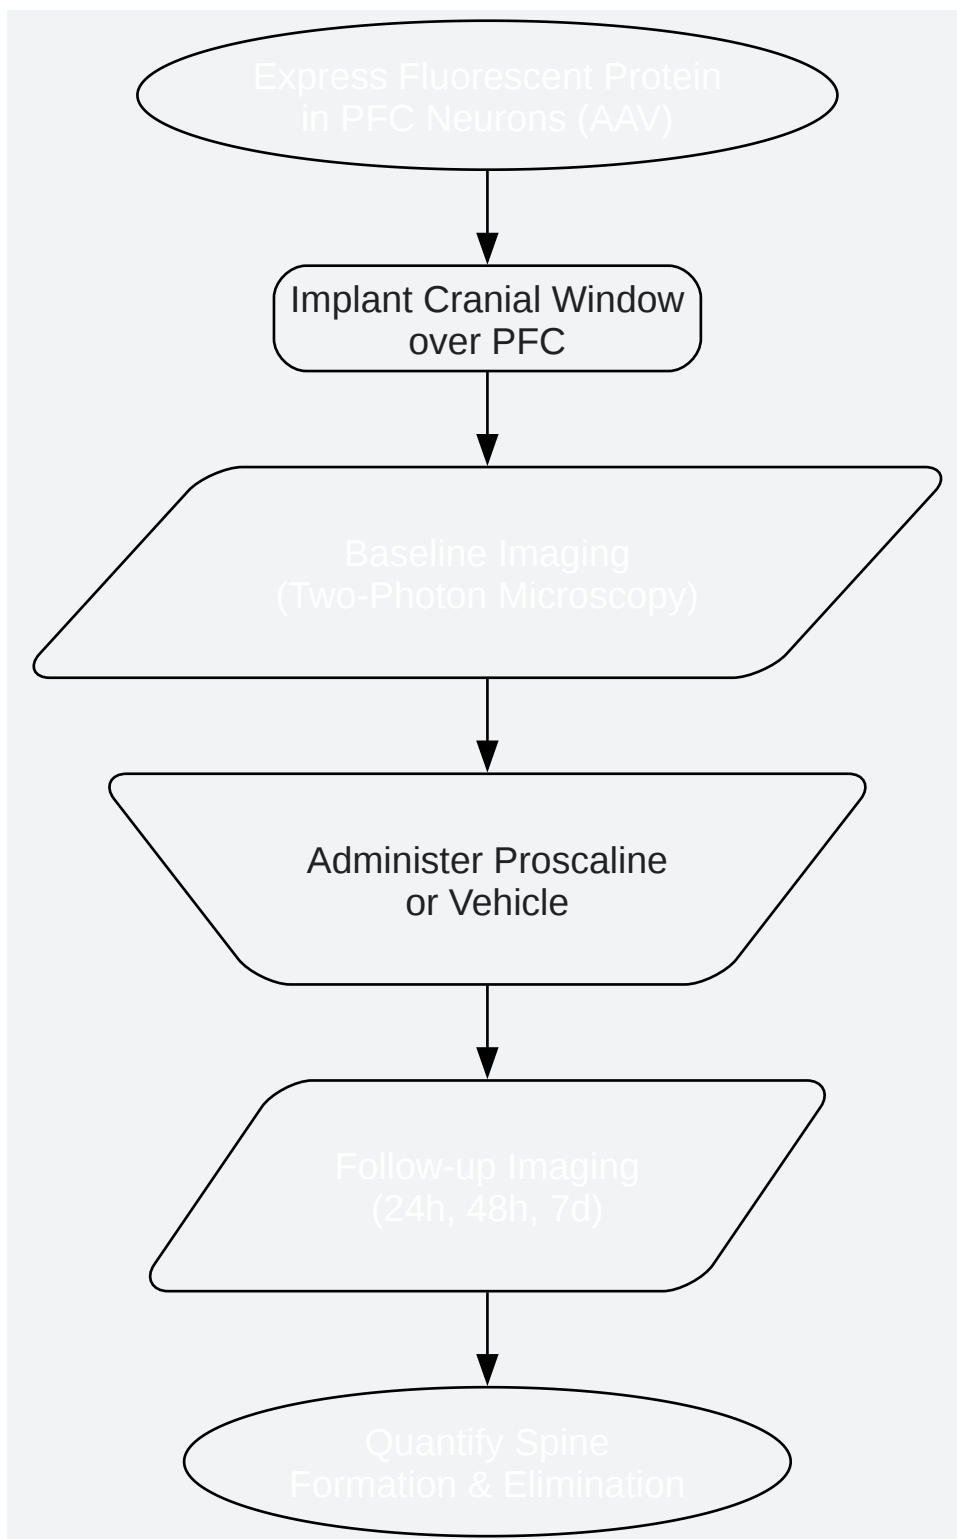 Express Fluorescent Protein
in PFC Neurons (AAV)
Implant Cranial Window
over PFC
Baseline Imaging
(Two-Photon Microscopy)
Administer Proscaline
or Vehicle
Follow-up Imaging
(24h, 48h, 7d)
Quantify Spine
Formation & Elimination